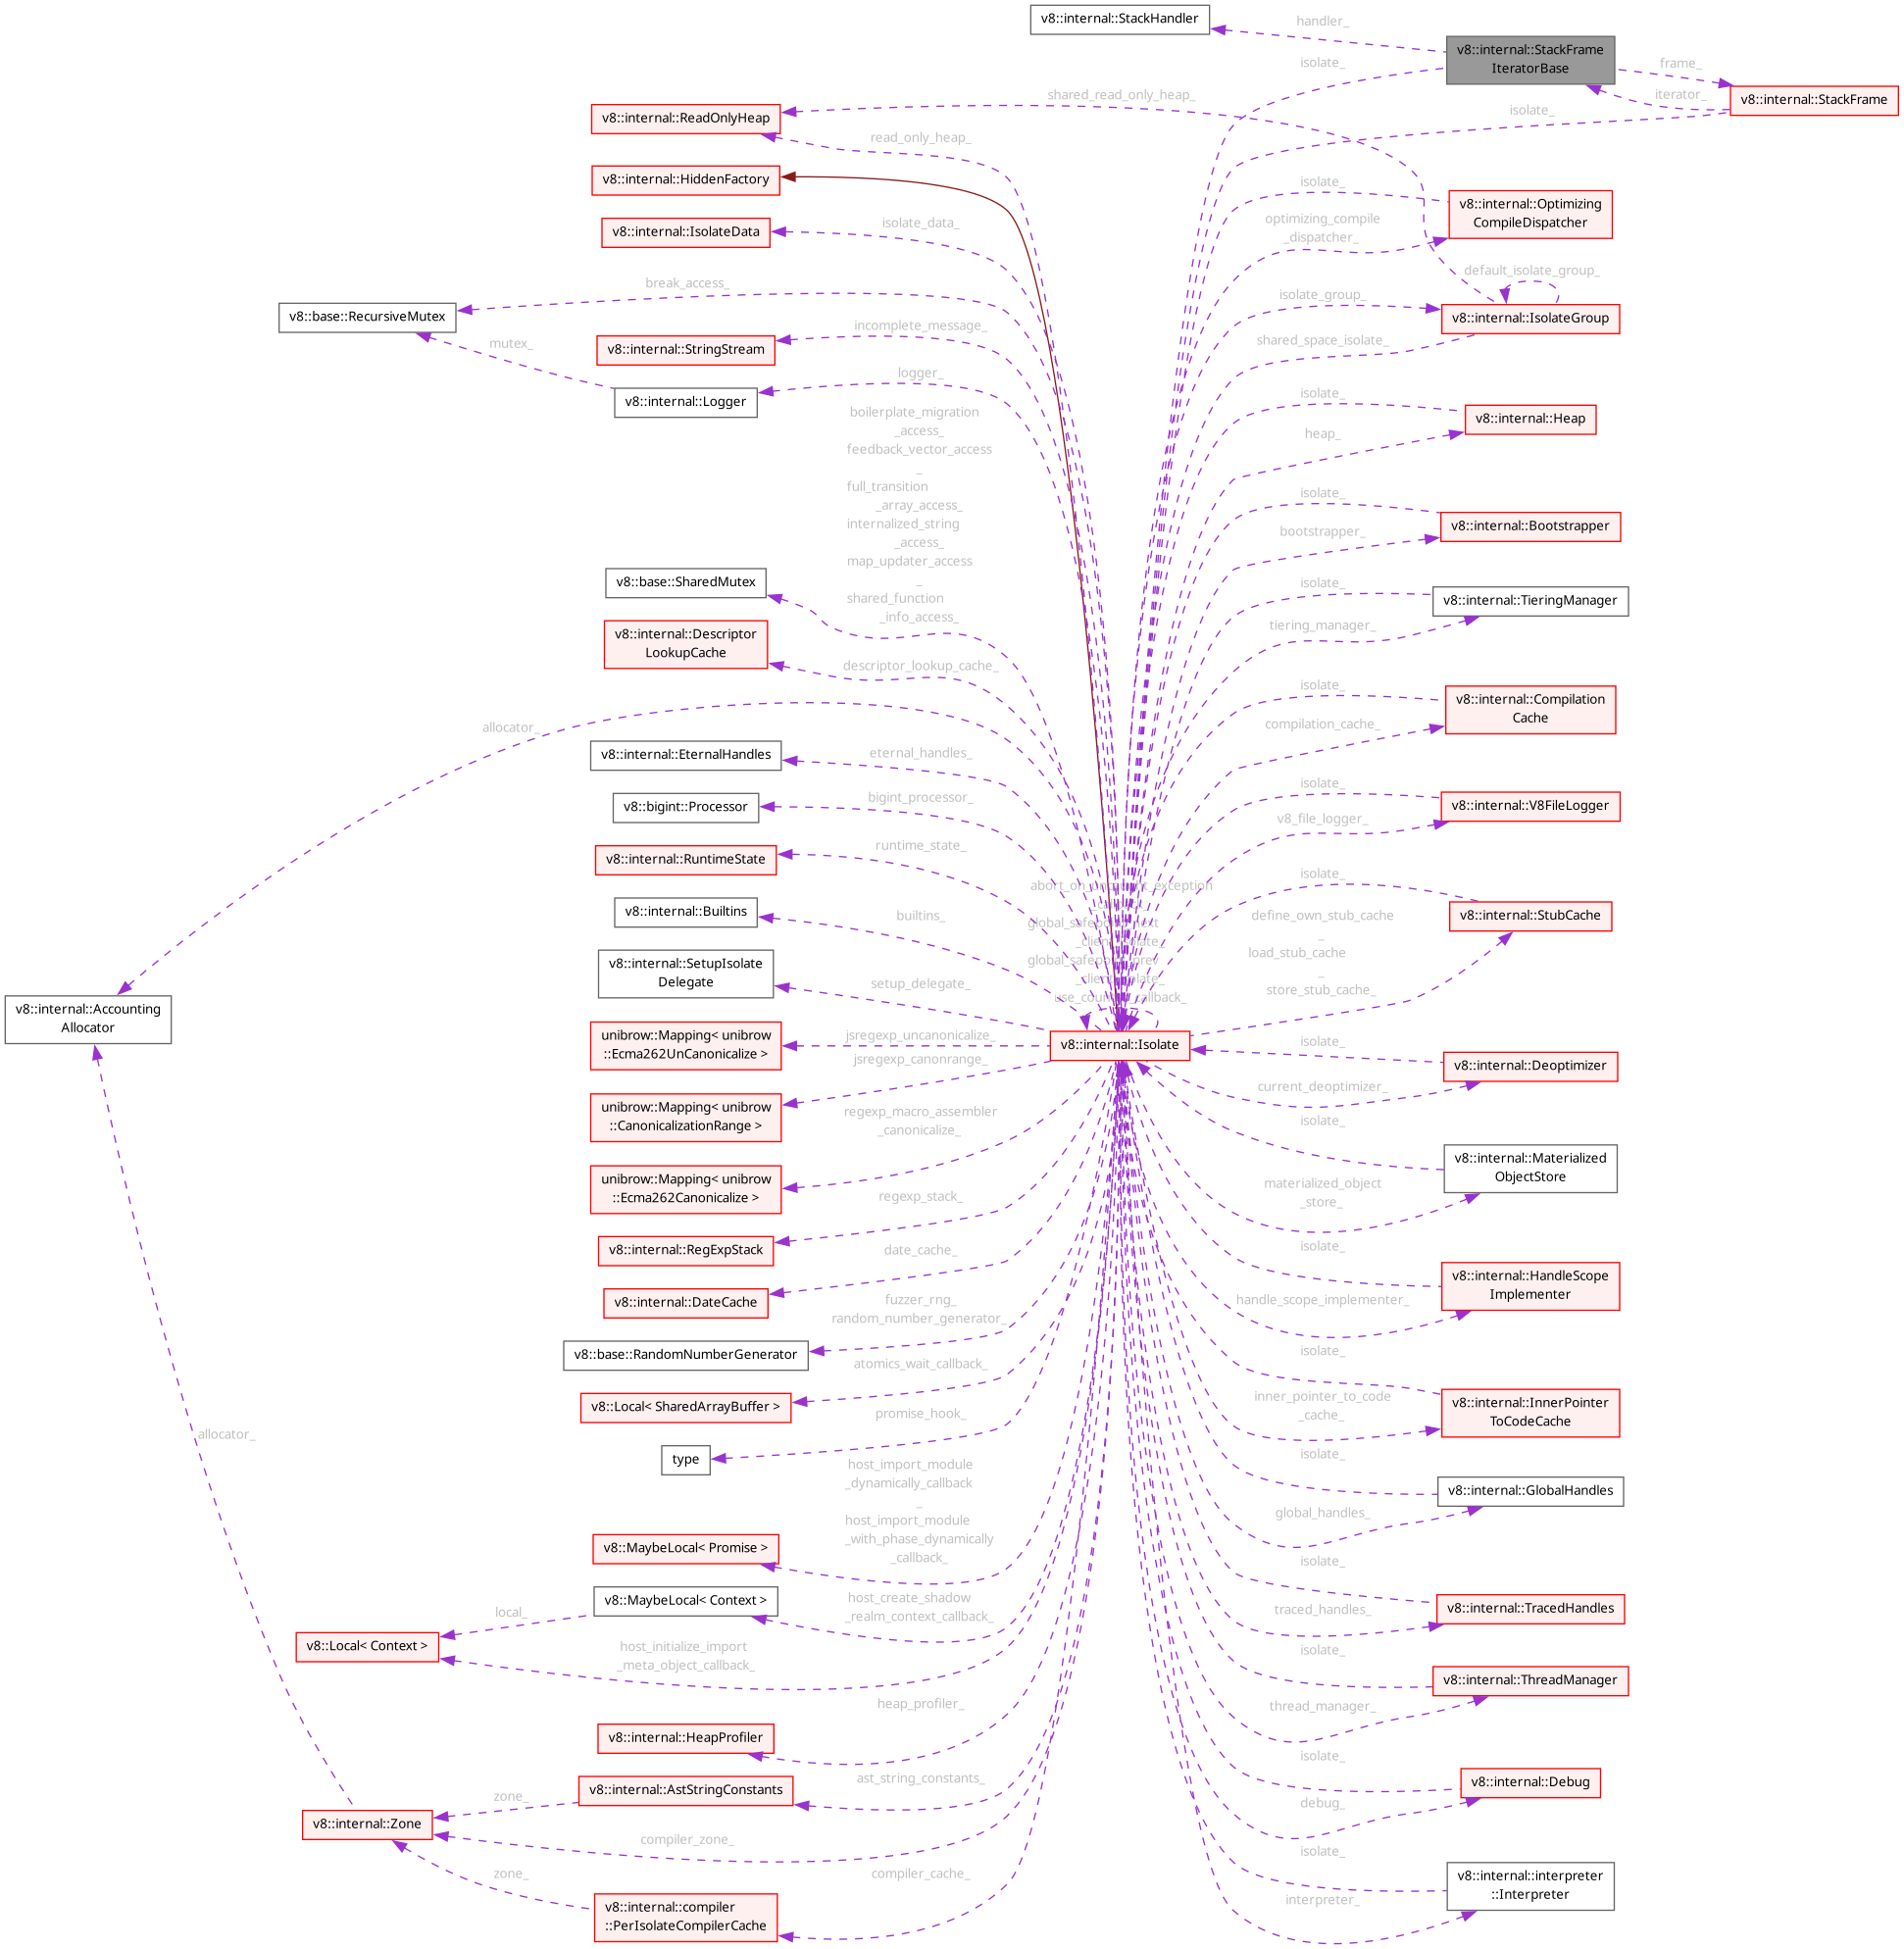 v8::internal::StackHandler
handler_
v8::internal::StackFrame
IteratorBase
isolate_
frame_
iterator_
v8::internal::StackFrame
isolate_
shared_read_only_heap_
v8::internal::ReadOnlyHeap
read_only_heap_
v8::internal::HiddenFactory
isolate_
v8::internal::Optimizing
CompileDispatcher
optimizing_compile
_dispatcher_
v8::internal::IsolateData
isolate_data_
default_isolate_group_
break_access_
isolate_group_
v8::base::RecursiveMutex
v8::internal::IsolateGroup
incomplete_message_
mutex_
v8::internal::StringStream
shared_space_isolate_
logger_
v8::internal::Logger
isolate_
v8::internal::Heap
heap_
boilerplate_migration
_access_
feedback_vector_access
_
full_transition
_array_access_
internalized_string
_access_
map_updater_access
_
shared_function
_info_access_
isolate_
v8::internal::Bootstrapper
bootstrapper_
v8::base::SharedMutex
isolate_
v8::internal::TieringManager
tiering_manager_
v8::internal::Descriptor
LookupCache
descriptor_lookup_cache_
isolate_
v8::internal::Compilation
Cache
compilation_cache_
allocator_
v8::internal::EternalHandles
eternal_handles_
isolate_
v8::bigint::Processor
bigint_processor_
v8::internal::V8FileLogger
v8_file_logger_
v8::internal::RuntimeState
runtime_state_
isolate_
v8::internal::Builtins
builtins_
v8::internal::StubCache
define_own_stub_cache
_
load_stub_cache
_
store_stub_cache_
global_safepoint_next
_client_isolate_
global_safepoint_prev
_client_isolate_
use_counter_callback_
v8::internal::SetupIsolate
Delegate
setup_delegate_
v8::internal::Accounting
Allocator
unibrow::Mapping< unibrow
::Ecma262UnCanonicalize >
jsregexp_uncanonicalize_
v8::internal::Isolate
isolate_
v8::internal::Deoptimizer
current_deoptimizer_
jsregexp_canonrange_
unibrow::Mapping< unibrow
::CanonicalizationRange >
regexp_macro_assembler
_canonicalize_
isolate_
v8::internal::Materialized
ObjectStore
materialized_object
_store_
unibrow::Mapping< unibrow
::Ecma262Canonicalize >
regexp_stack_
v8::internal::RegExpStack
isolate_
v8::internal::HandleScope
Implementer
handle_scope_implementer_
date_cache_
v8::internal::DateCache
fuzzer_rng_
random_number_generator_
v8::base::RandomNumberGenerator
isolate_
atomics_wait_callback_
v8::Local< SharedArrayBuffer >
v8::internal::InnerPointer
ToCodeCache
inner_pointer_to_code
_cache_
promise_hook_
type
isolate_
v8::internal::GlobalHandles
global_handles_
host_import_module
_dynamically_callback
_
host_import_module
_with_phase_dynamically
_callback_
allocator_
v8::MaybeLocal< Promise >
isolate_
v8::internal::TracedHandles
traced_handles_
v8::MaybeLocal< Context >
host_create_shadow
_realm_context_callback_
local_
v8::Local< Context >
host_initialize_import
_meta_object_callback_
isolate_
v8::internal::ThreadManager
thread_manager_
heap_profiler_
v8::internal::HeapProfiler
isolate_
v8::internal::Debug
debug_
ast_string_constants_
v8::internal::AstStringConstants
zone_
v8::internal::Zone
compiler_zone_
isolate_
zone_
compiler_cache_
v8::internal::interpreter
::Interpreter
interpreter_
v8::internal::compiler
::PerIsolateCompilerCache